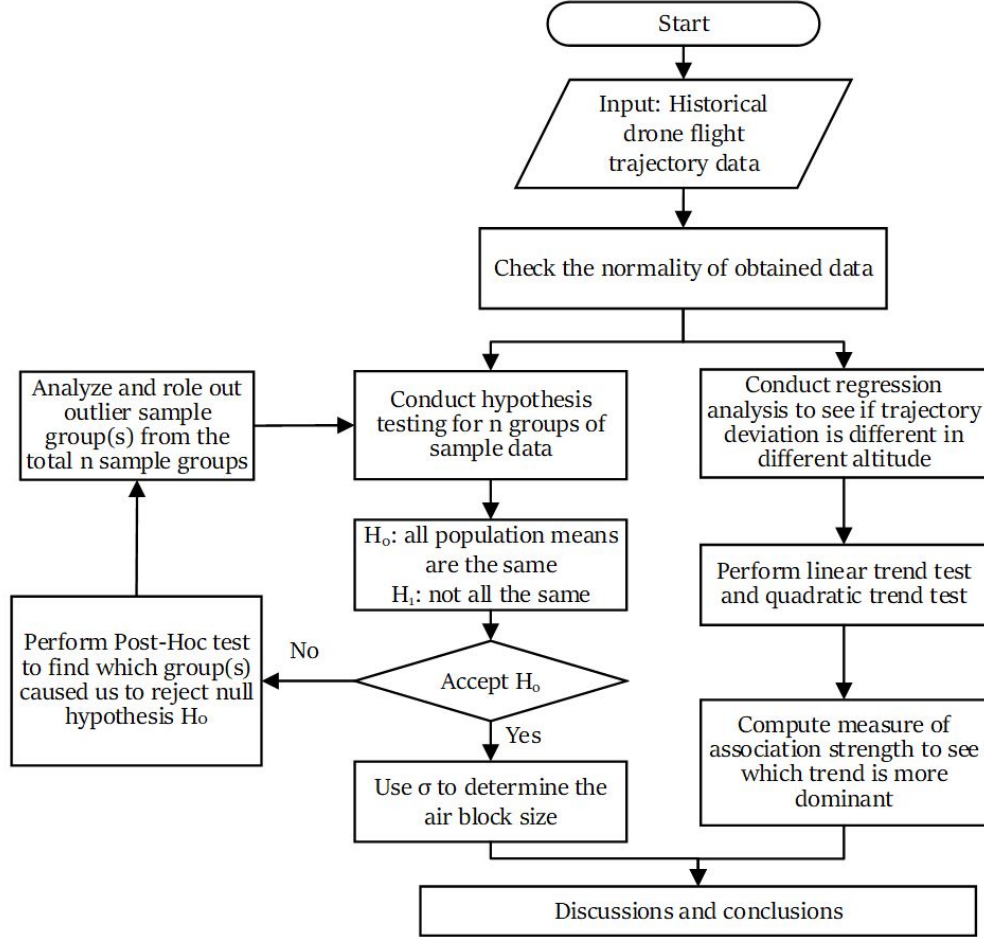 Start
Input: Historical
drone flight
trajectory data
Check the normality of obtained data
Analyze and role out
outlier sample
group(s) from the
total n sample groups
Conduct hypothesis
testing for n groups of
sample data
Conduct regression
analysis to see if trajectory
deviation is different in
different altitude
H₀: all population means
are the same
H₁: not all the same
Perform linear trend test
and quadratic trend test
Perform Post-Hoc test
to find which group(s)
caused us to reject null
hypothesis H₀
No
Accept H₀
Yes
Use σ to determine the
air block size
Compute measure of
association strength to see
which trend is more
dominant
Discussions and conclusions